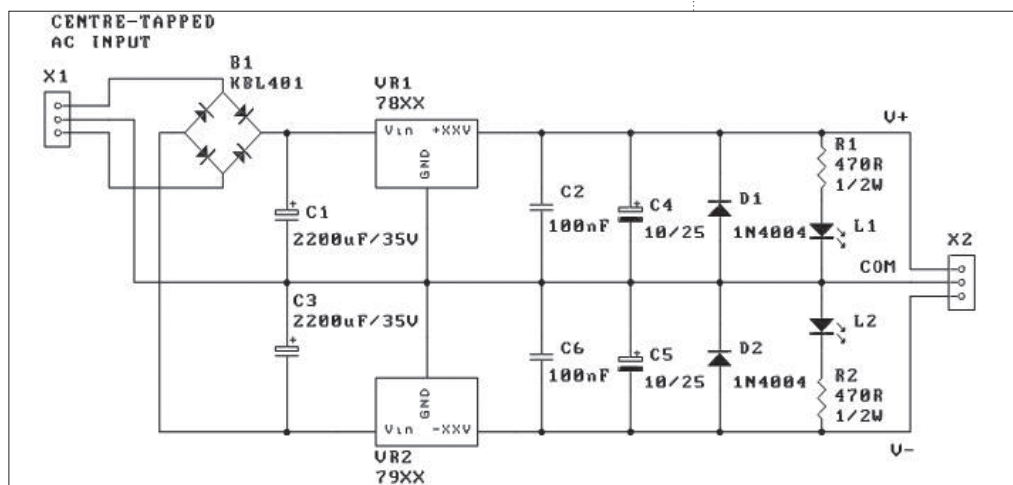 CENTRE-TAPPED
AC INPUT
X1
B1
KBL401
VR1
78XX
Vin
+XXV
GND
V+
R1
470R
1/2W
C1
2200uF/35V
+
C2
100nF
+
C4
10/25
D1
1N4004
L1
X2
COM
C3
2200uF/35V
+
C6
100nF
+
C5
10/25
D2
1N4004
L2
R2
470R
1/2W
GND
Vin
-XXV
VR2
79XX
V-